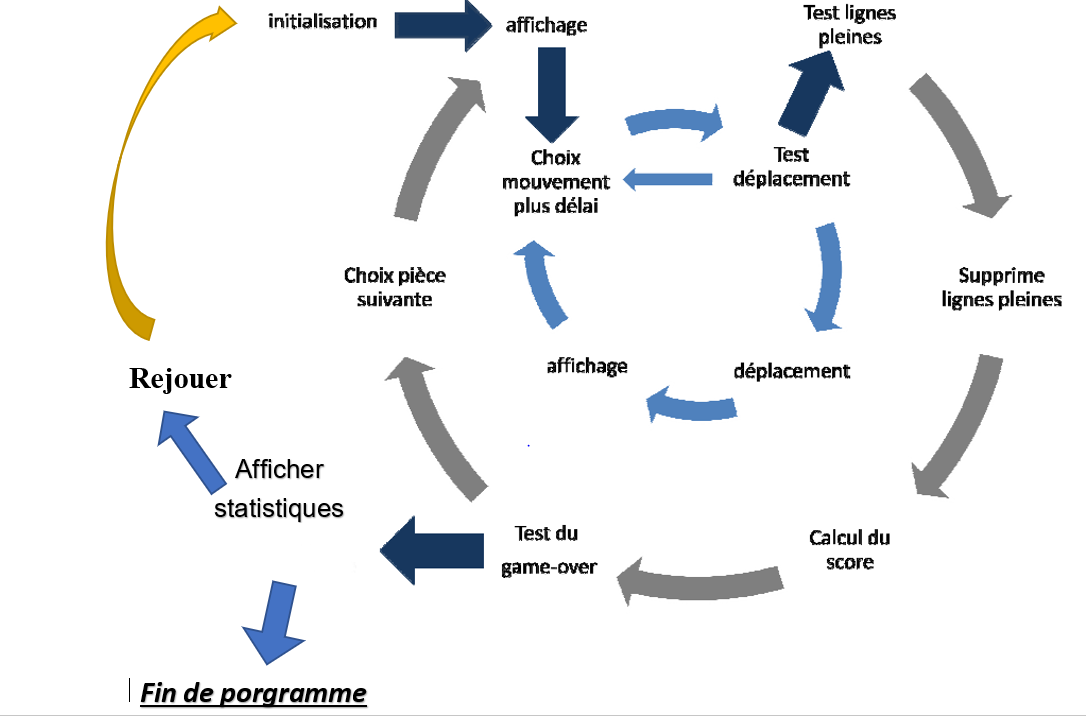 initialisation
affichage
Test lignes
pleines
Choix
mouvement
plus délai
Test
déplacement
Choix pièce
suivante
Supprime
lignes pleines
affichage
déplacement
Rejouer
Afficher
statistiques
Test du
game-over
Calcul du
score
Fin de porgramme